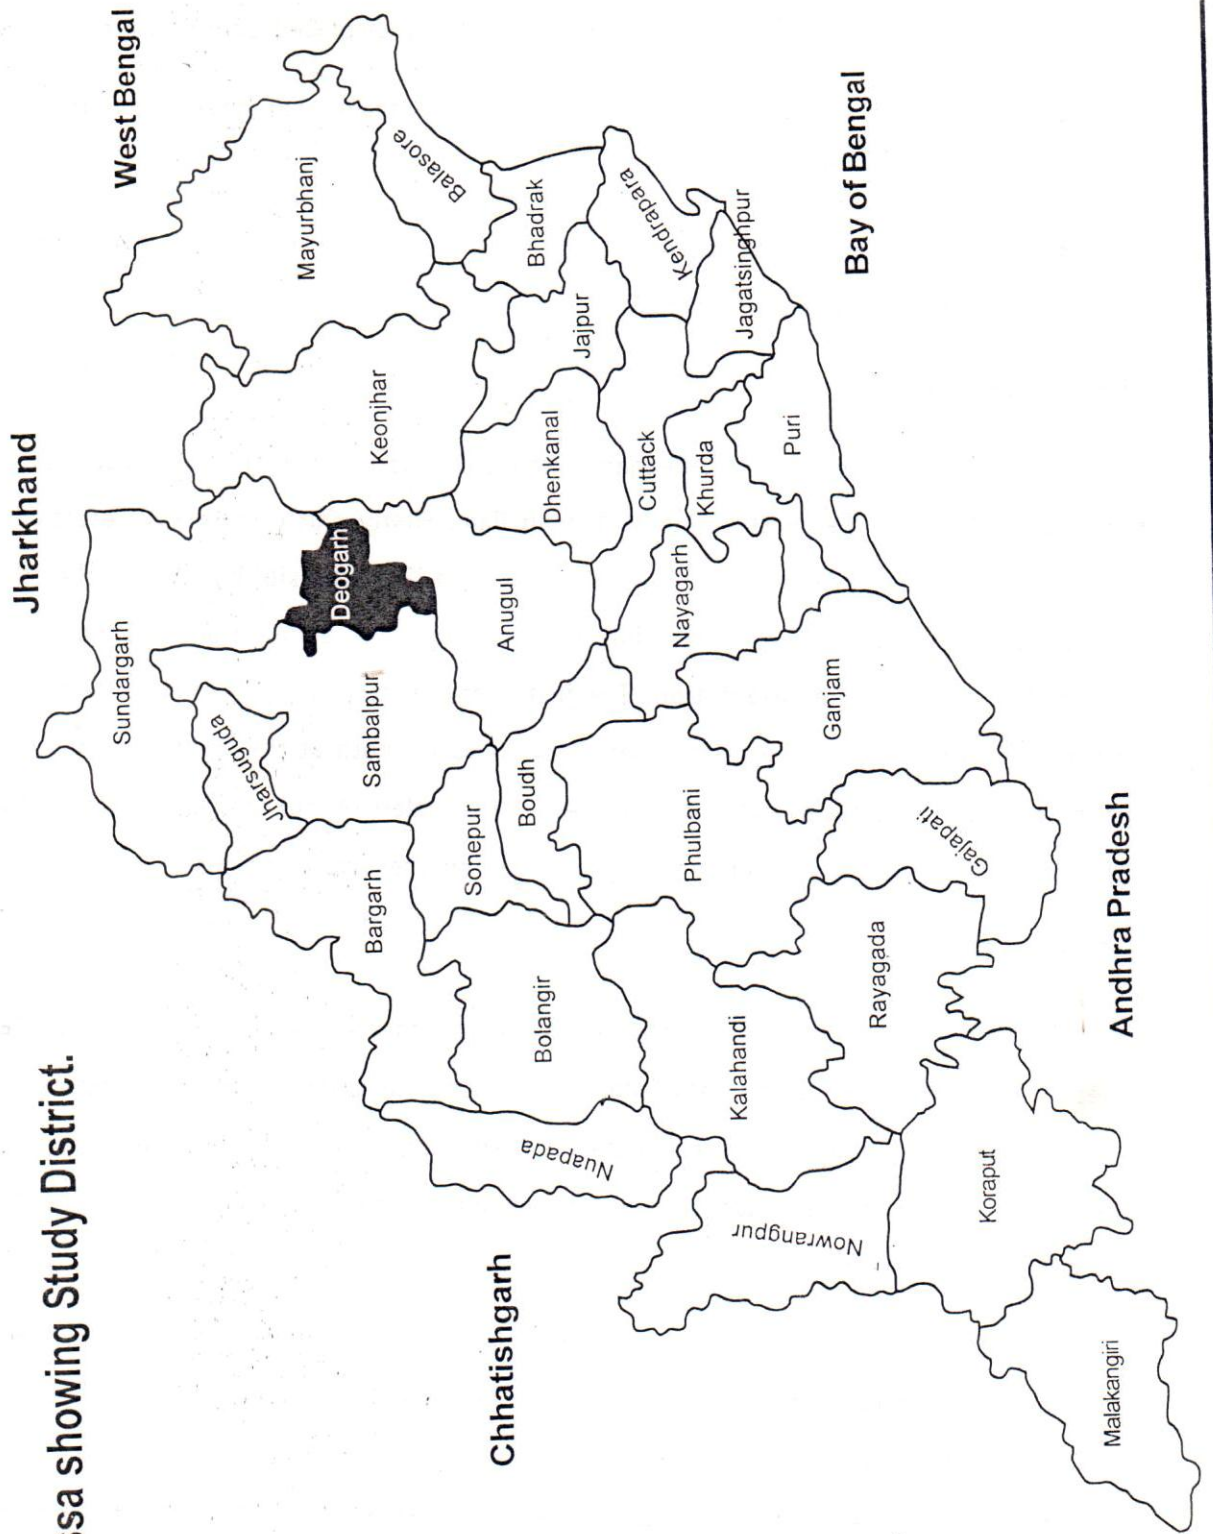 ssa showing Study District.
Jharkhand
West Bengal
Sundargarh
Mayurbhanj
Jharsuguda
Deogarh
Keonjhar
Balasore
Sambalpur
Bargarh
Bhadrak
Sonepur
Anugul
Dhenkanal
Jajpur
Boudh
Kendrapara
Bolangir
Cuttack
Nuapada
Nayagarh
Khurda
Jagatsinghpur
Phulbani
Puri
Kalahandi
Bay of Bengal
Chhatishgarh
Nowrangpur
Ganjam
Rayagada
Gajapati
Koraput
Andhra Pradesh
Malakangiri